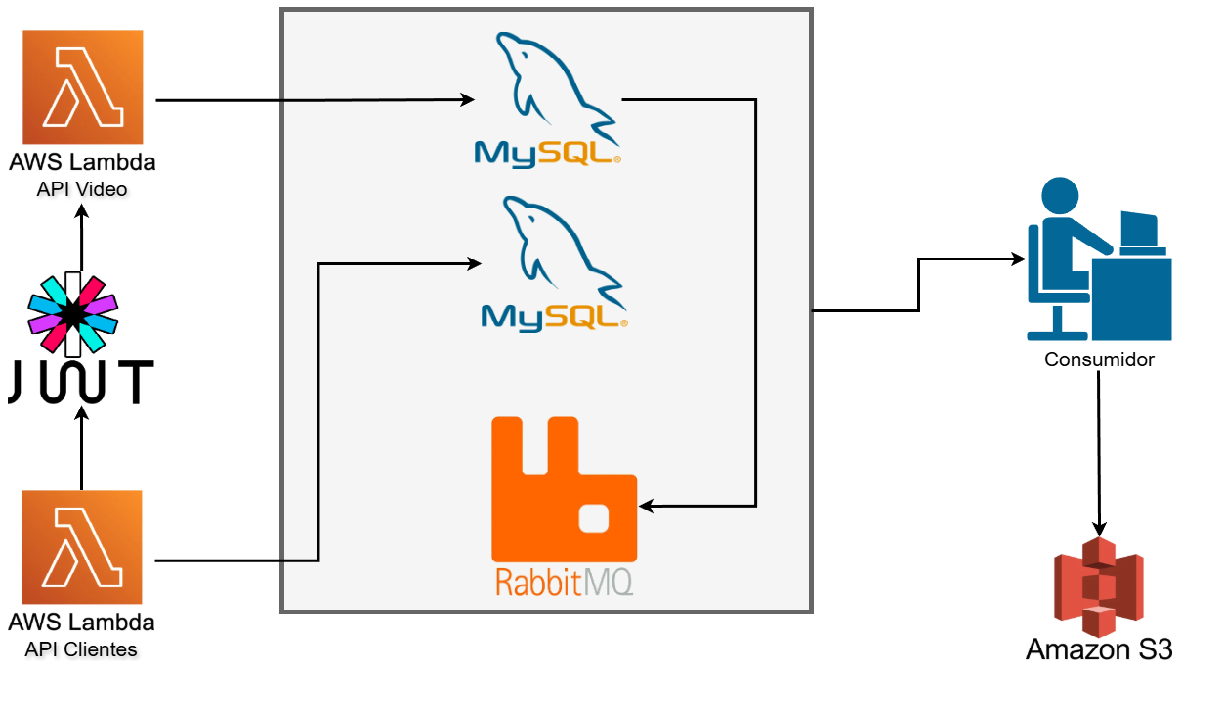 AWS Lambda
API Video
JWT
AWS Lambda
API Clientes
MySQL®
MySQL®
RabbitMQ
Consumidor
Amazon S3